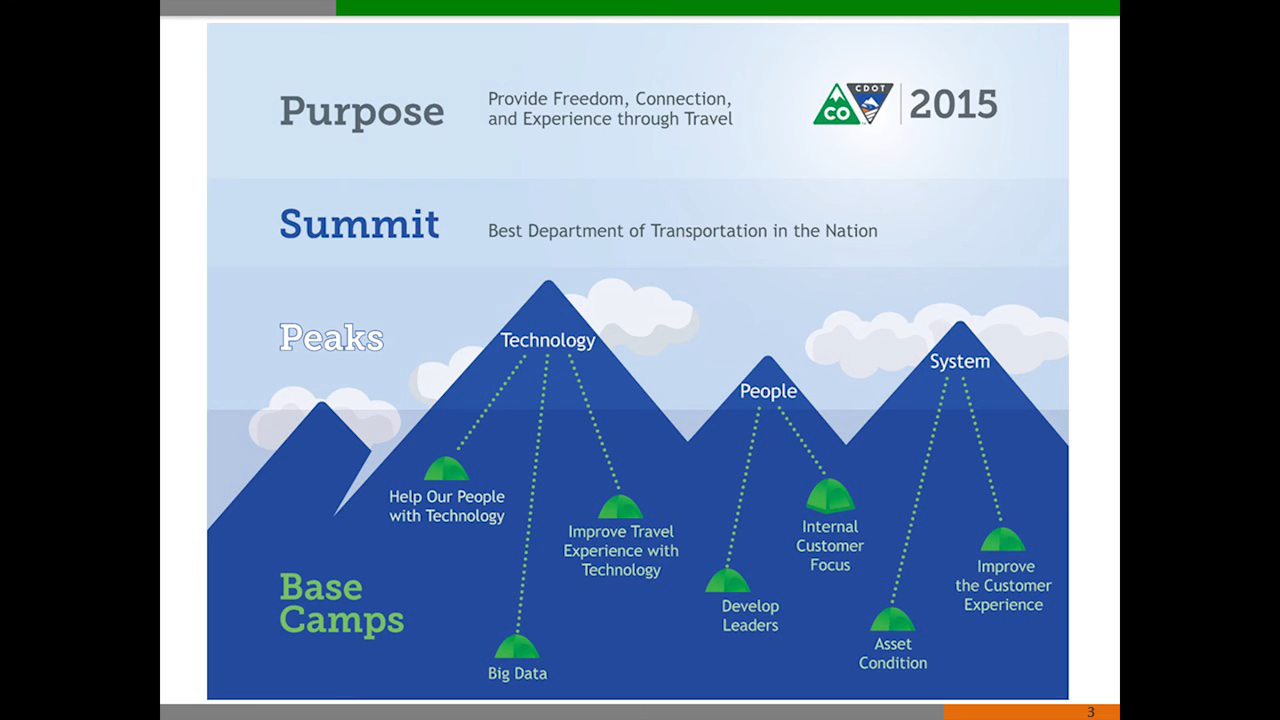 Purpose
Provide Freedom, Connection,
and Experience through Travel
CO
CDOT
2015
Summit
Best Department of Transportation in the Nation
Peaks
Technology
People
System
Help Our People
with Technology
Improve Travel
Experience with
Technology
Internal
Customer
Focus
Improve
the Customer
Experience
Base
Camps
Develop
Leaders
Big Data
Asset
Condition
3